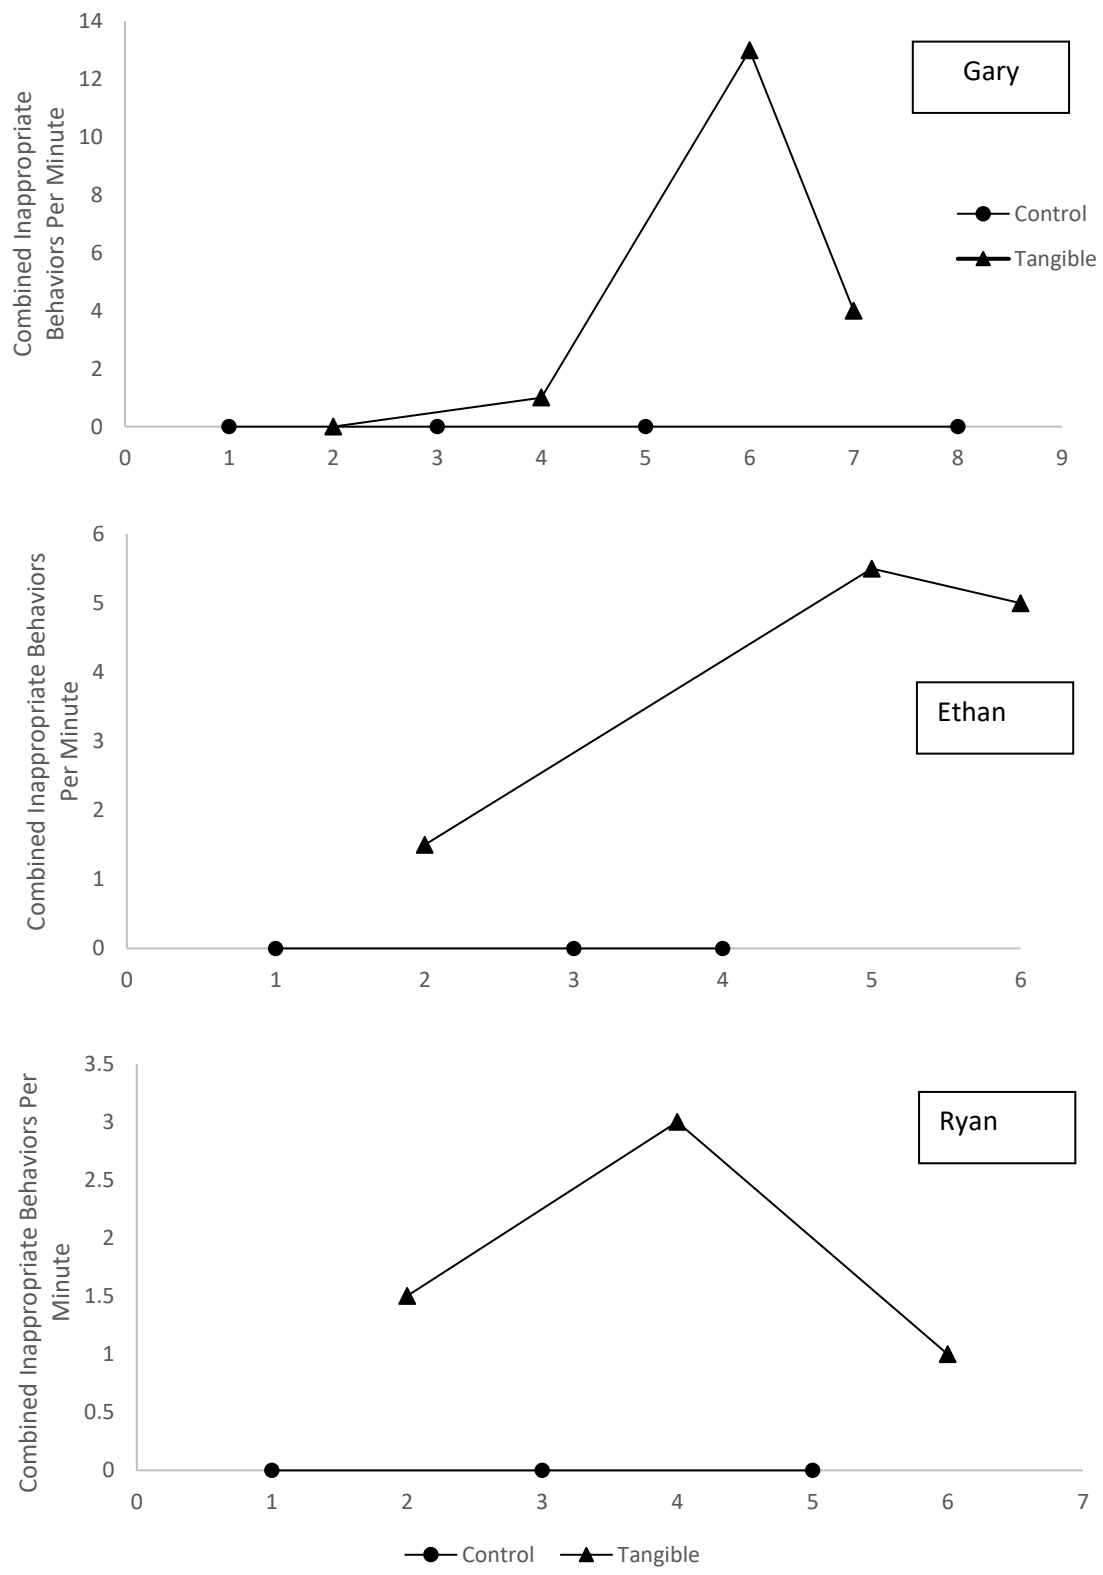 14
12
10
8
6
4
2
0
0 1 2 3 4 5 6 7 8 9
Combined Inappropriate
Behaviors Per Minute
Gary
Control
Tangible
6
5
4
3
2
1
0
0 1 2 3 4 5 6
Combined Inappropriate Behaviors
Per Minute
Ethan
3.5
3
2.5
2
1.5
1
0.5
0
0 1 2 3 4 5 6 7
Combined Inappropriate Behaviors Per
Minute
Ryan
Control Tangible